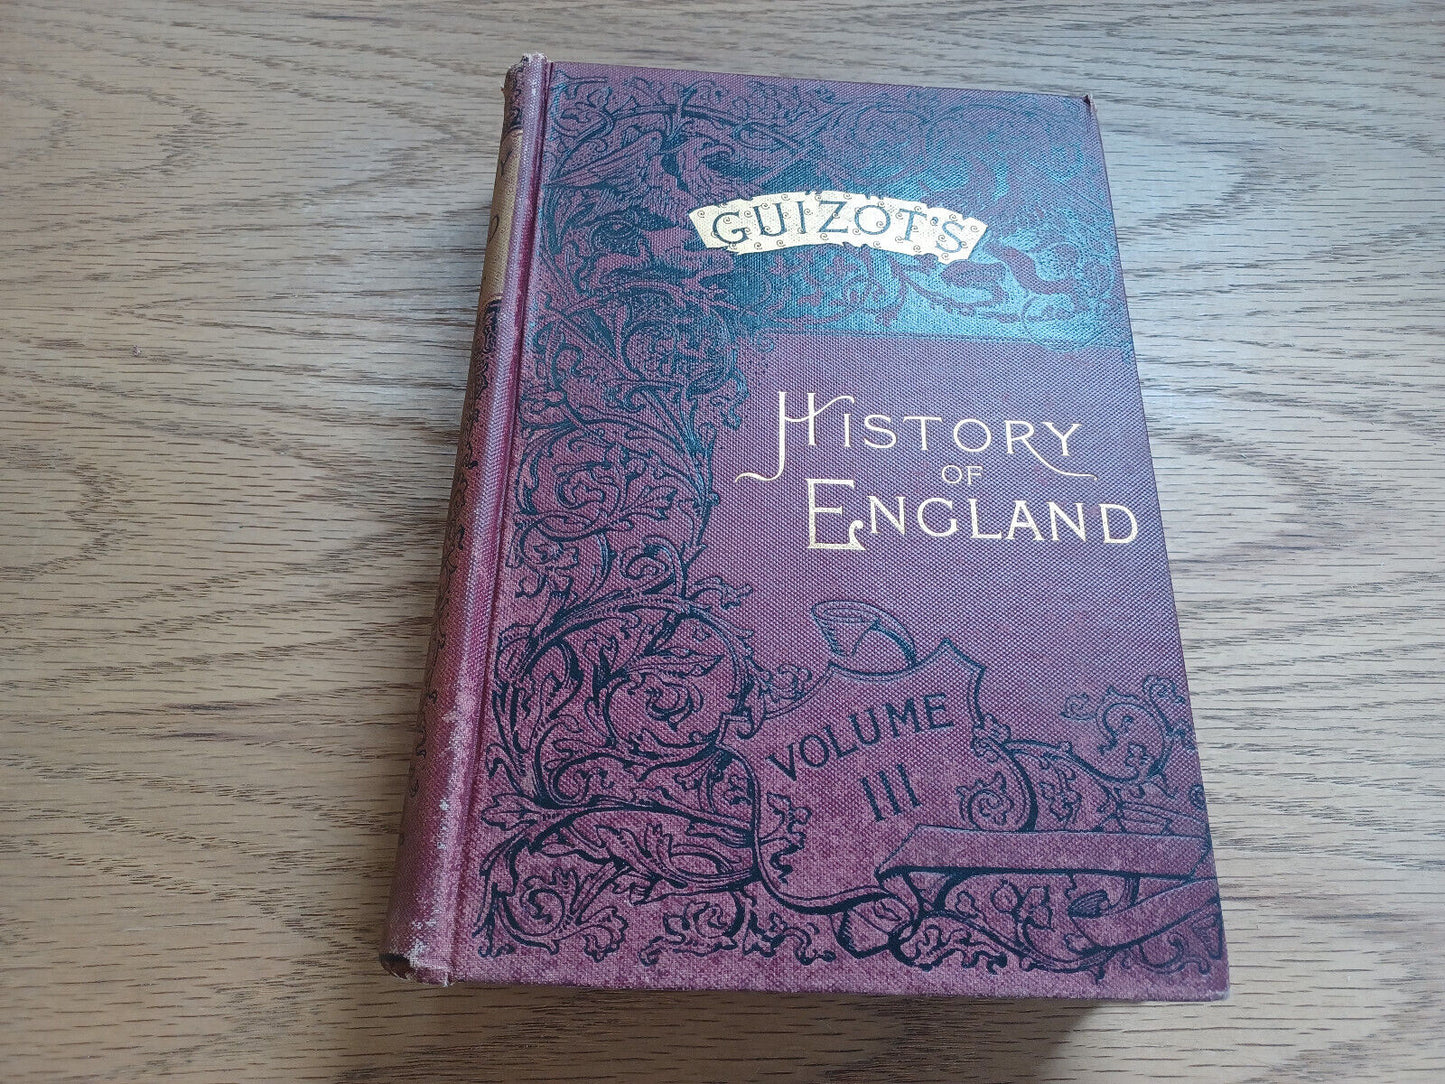 GUIZOT'S
HISTORY
OF
ENGLAND
VOLUME
III